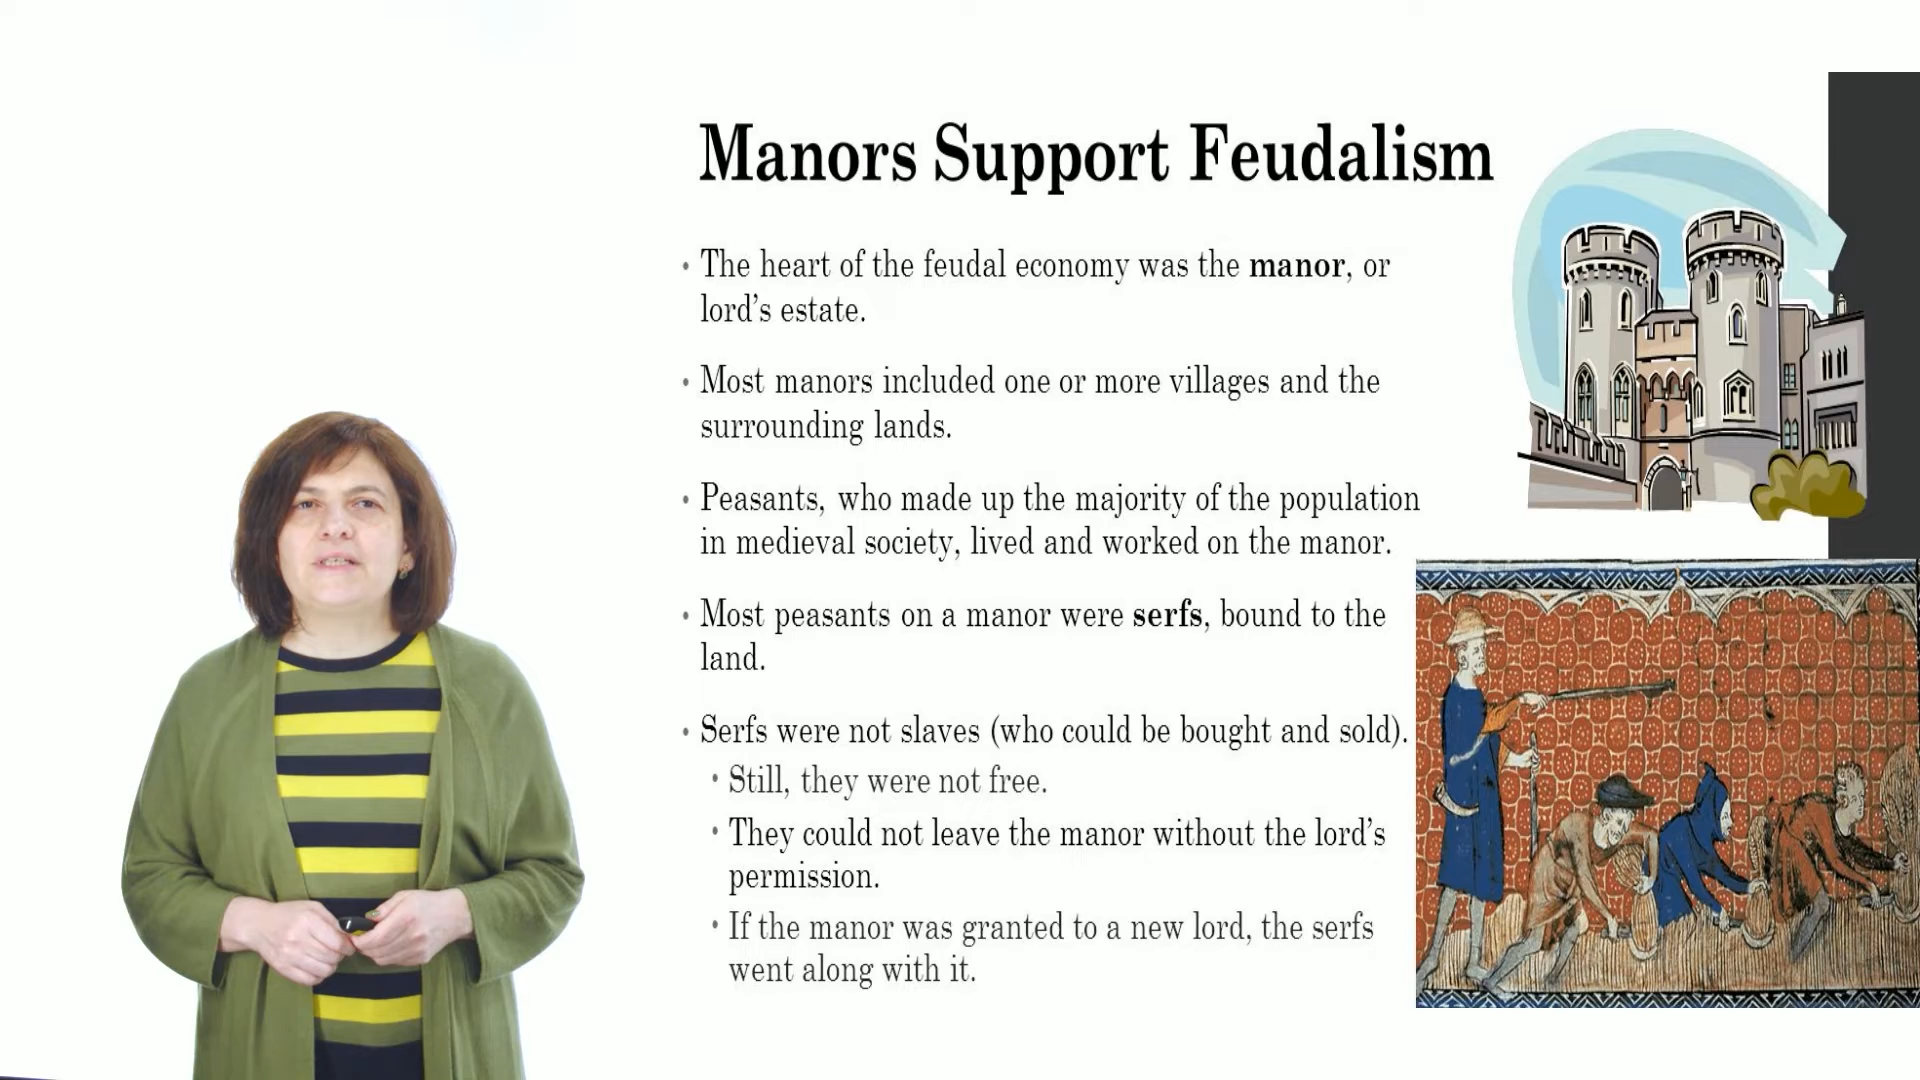 Manors Support Feudalism
• The heart of the feudal economy was the manor, or
lord’s estate.
• Most manors included one or more villages and the
surrounding lands.
• Peasants, who made up the majority of the population
in medieval society, lived and worked on the manor.
• Most peasants on a manor were serfs, bound to the
land.
• Serfs were not slaves (who could be bought and sold).
• Still, they were not free.
• They could not leave the manor without the lord’s
permission.
• If the manor was granted to a new lord, the serfs
went along with it.